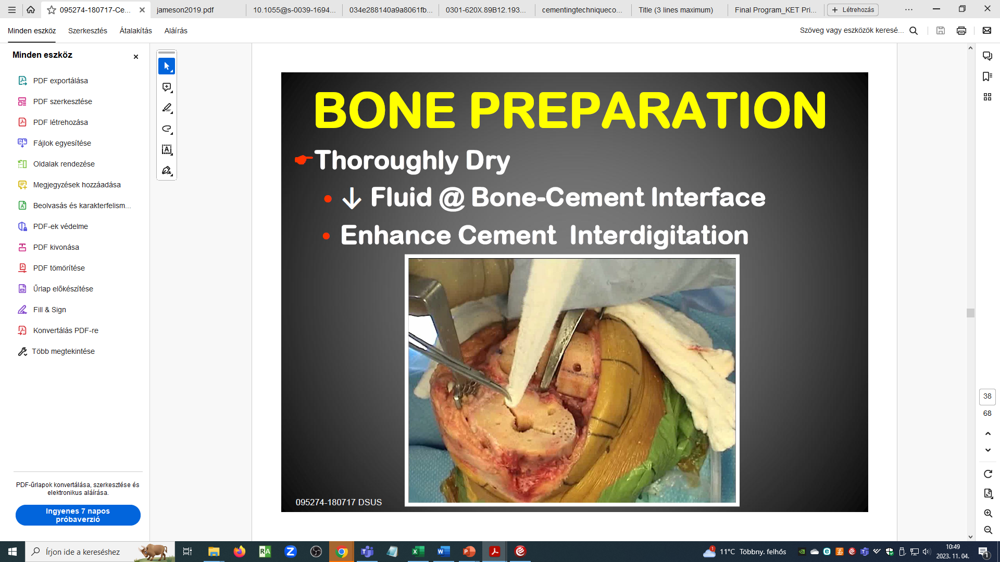 095274-180717-Ce...
jameson2019.pdf
10.1055@s-0039-1694...
034e288140a9a8061fb...
0301-620X.89B12.193...
cementingtechniqueco...
Title (3 lines maximum)
Final Program_KET Pri...
Létrehozás
Minden eszköz
Szerkesztés
Átalakítás
Aláírás
Szöveg vagy eszközök keresé...
Minden eszköz
PDF exportálása
PDF szerkesztése
PDF létrehozása
Fájlok egyesítése
Oldalak rendezése
Megjegyzések hozzáadása
Beolvasás és karakterfelism...
PDF-ek védelme
PDF kivonása
PDF tömörítése
Űrlap előkészítése
Fill & Sign
Konvertálás PDF-re
Több megtekintése
PDF-űrlapok konvertálása, szerkesztése és
elektronikus aláírása.
Ingyenes 7 napos
próbaverzió
BONE PREPARATION
Thoroughly Dry
• ↓ Fluid @ Bone-Cement Interface
• Enhance Cement Interdigitation
095274-180717 DSUS
38
68
Írjon ide a kereséshez
RA
11°C Többny. felhős
10:49
2023. 11. 04.
1